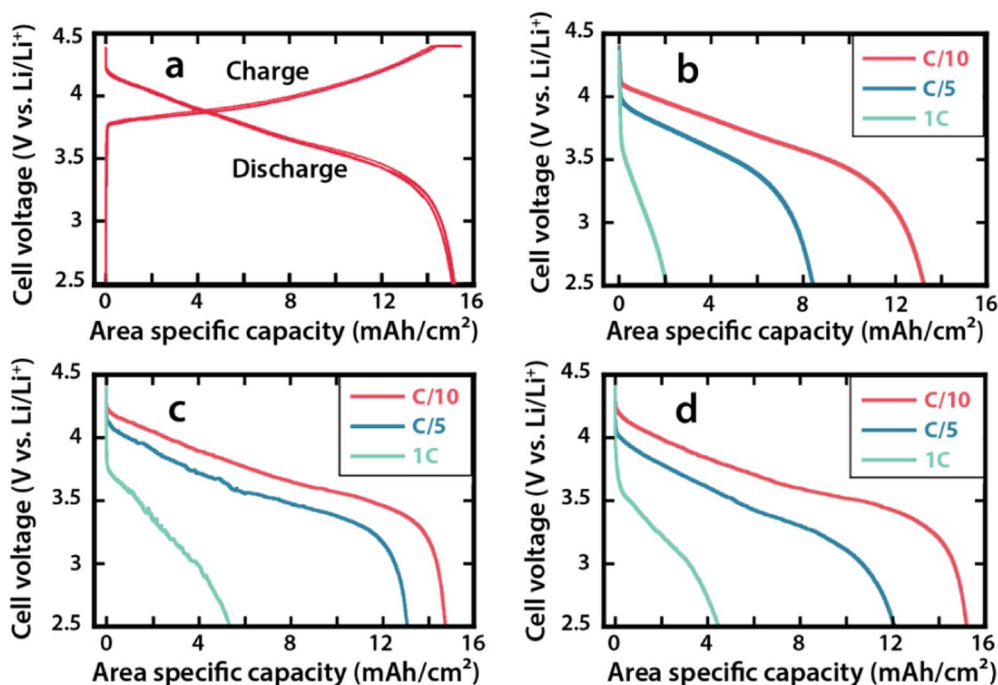 a
Charge
Discharge
Cell voltage (V vs. Li/Li⁺)
4.5
4
3.5
3
2.5
0 4 8 12 16
Area specific capacity (mAh/cm²)
b
C/10
C/5
1C
Cell voltage (V vs. Li/Li⁺)
4.5
4
3.5
3
2.5
0 4 8 12 16
Area specific capacity (mAh/cm²)
c
C/10
C/5
1C
Cell voltage (V vs. Li/Li⁺)
4.5
4
3.5
3
2.5
0 4 8 12 16
Area specific capacity (mAh/cm²)
d
C/10
C/5
1C
Cell voltage (V vs. Li/Li⁺)
4.5
4
3.5
3
2.5
0 4 8 12 16
Area specific capacity (mAh/cm²)